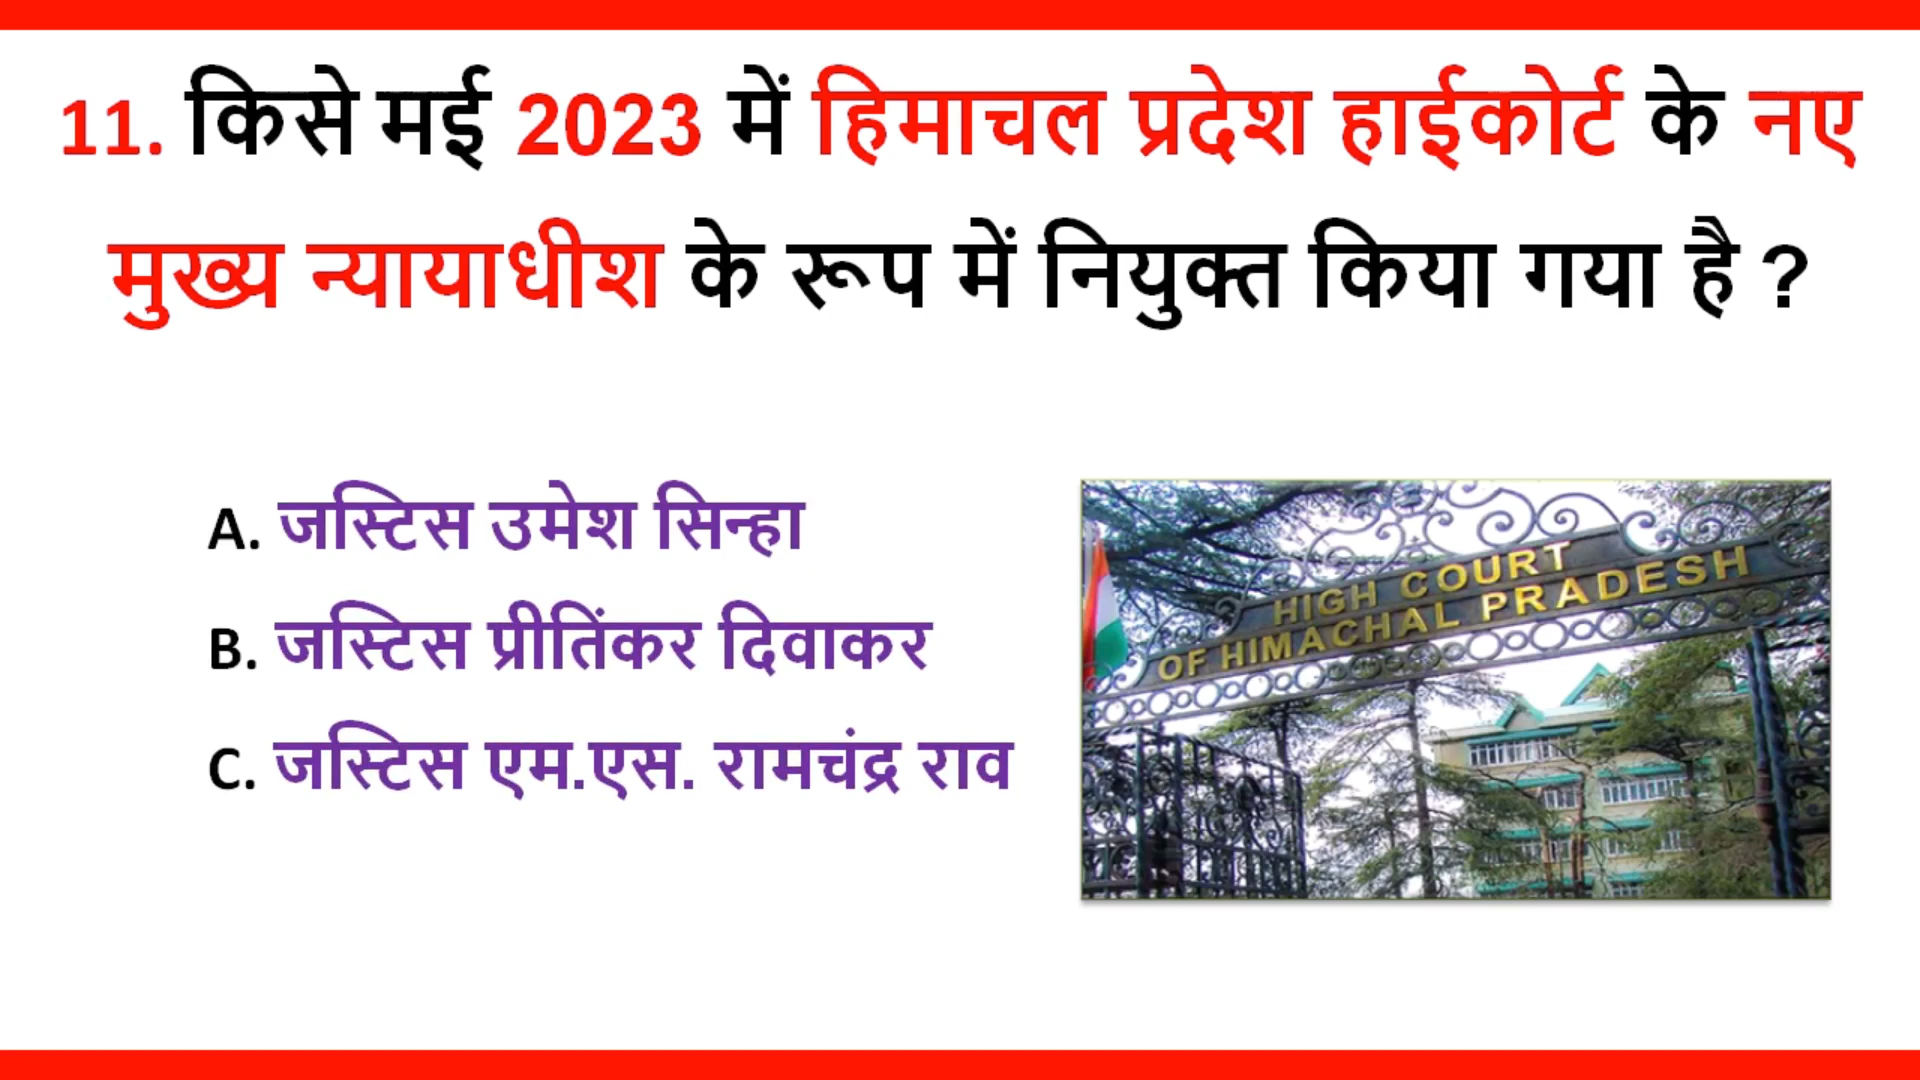 11. किसे मई 2023 में हिमाचल प्रदेश हाईकोर्ट के नए
मुख्य न्यायाधीश के रूप में नियुक्त किया गया है ?
A. जस्टिस उमेश सिन्हा
B. जस्टिस प्रीतिंकर दिवाकर
C. जस्टिस एम.एस. रामचंद्र राव
HIGH COURT
OF HIMACHAL PRADESH